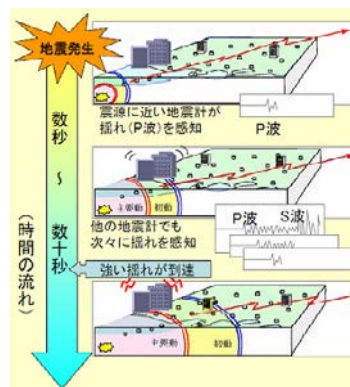 地震発生
数秒
~
数十秒
(時間の流れ)
震源に近い地震計が
揺れ(P波)を感知
P波
主要動
初動
他の地震計でも
次々に揺れを感知
P波
S波
強い揺れが到達
主要動
初動